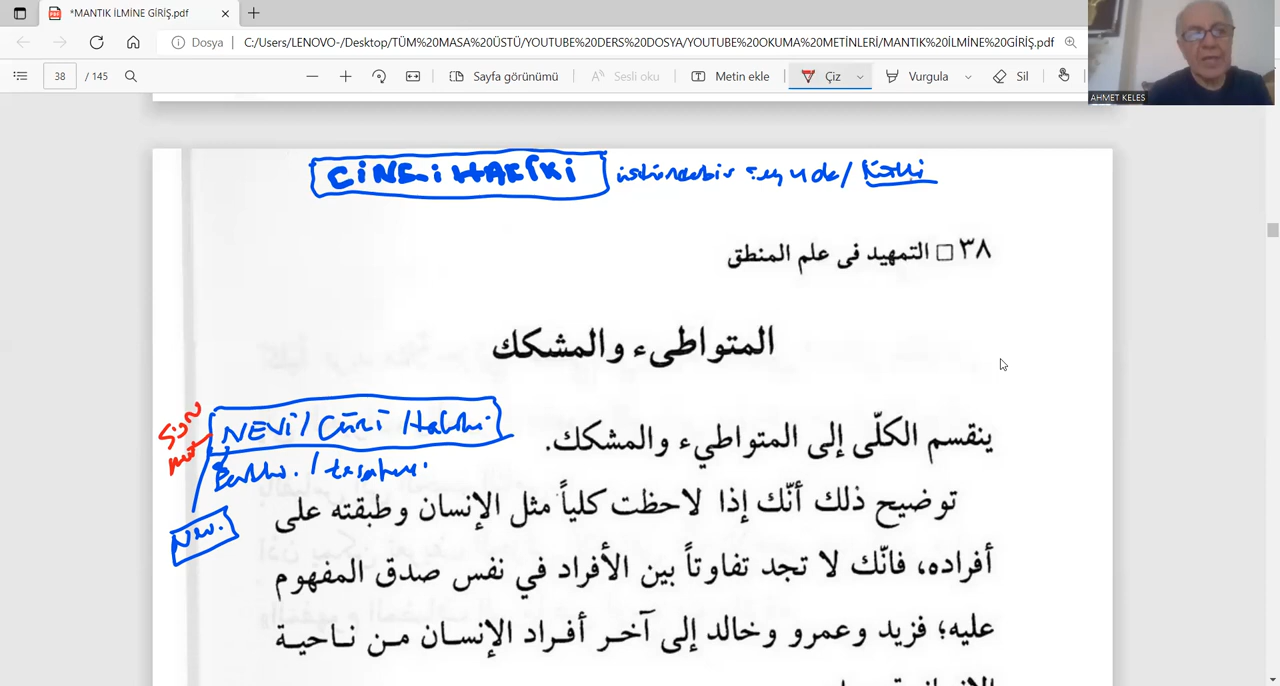 *MANTIK İLMİNE GİRİŞ.pdf
Dosya
C:/Users/LENOVO-/Desktop/TÜM%20MASA%20ÜSTÜ/YOUTUBE%20DERS%20DOSYA/YOUTUBE%20OKUMA%20METİNLERİ/MANTIK%20İLMİNE%20GİRİŞ.pdf
38 / 145
Sayfa görünümü
Sesli oku
Metin ekle
Çiz
Vurgula
Sil
AHMET KELES
CİNS-İ HAKİKİ
٣٨ □ التمهيد فى علم المنطق
المتواطىء والمشكك
NEVİ/
ينقسم الكلّى إلى المتواطيء والمشكك.
توضيح ذلك أنّك إذا لاحظت كلياً مثل الإنسان وطبقته على
أفراده، فانّك لا تجد تفاوتاً بين الأفراد في نفس صدق المفهوم
عليه؛ فزيد وعمرو وخالد إلى آخر أفراد الإنسان من ناحية